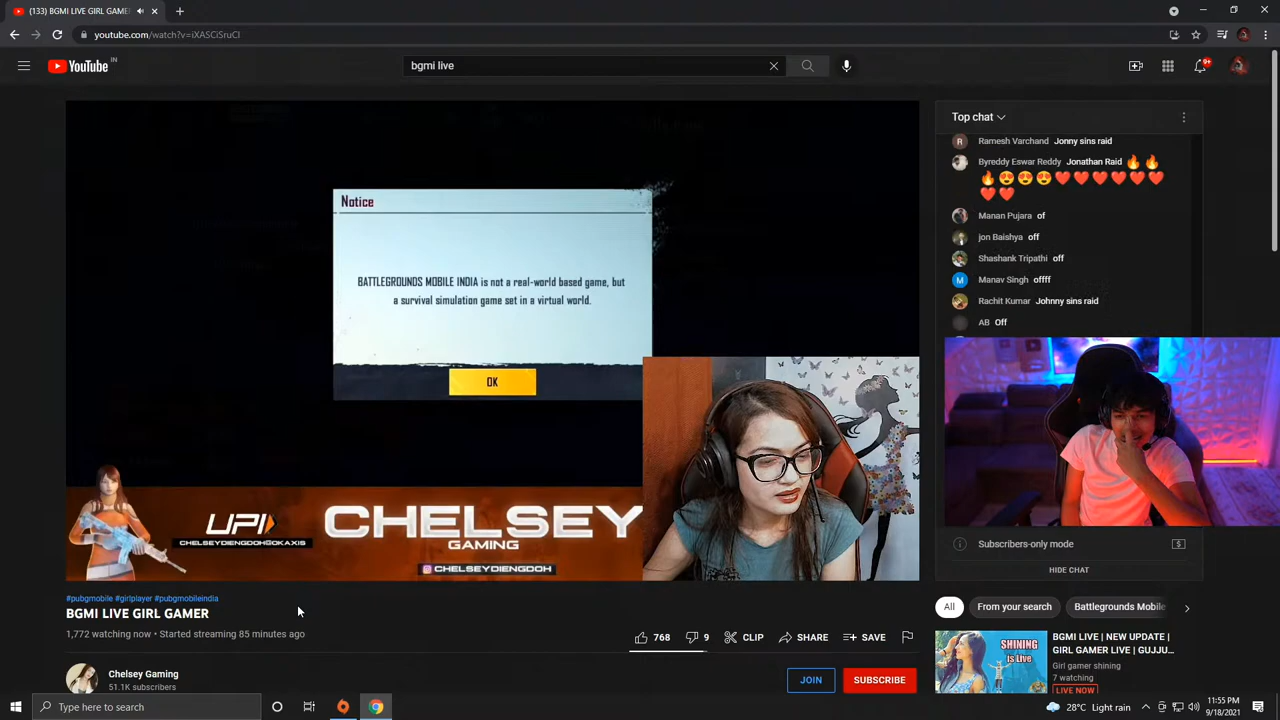 (133) BGMI LIVE GIRL GAMER
youtube.com/watch?v=iXASCiSruCI
YouTube IN
bgmi live
9+
Notice
BATTLEGROUNDS MOBILE INDIA is not a real-world based game, but
a survival simulation game set in a virtual world.
OK
UPI
CHELSEYDIENGDOH@OKAXIS
CHELSEY
GAMING
CHELSEYDIENGDOH
Top chat
R Ramesh Varchand Jonny sins raid
Byreddy Eswar Reddy Jonathan Raid 🔥🔥
🔥😍😍😍❤️❤️❤️❤️❤️❤️
❤️❤️
Manan Pujara of
jon Baishya off
Shashank Tripathi off
M Manav Singh offff
Rachit Kumar Johnny sins raid
AB Off
Subscribers-only mode
HIDE CHAT
#pubgmobile #girlplayer #pubgmobileindia
BGMI LIVE GIRL GAMER
1,772 watching now • Started streaming 85 minutes ago
768 9 CLIP SHARE SAVE
Chelsey Gaming
51.1K subscribers
JOIN SUBSCRIBE
All From your search Battlegrounds Mobile
SHINING
is Live
BGMI LIVE | NEW UPDATE |
GIRL GAMER LIVE | GUJJU...
Girl gamer shining
7 watching
LIVE NOW
Type here to search
28°C Light rain
11:55 PM
9/18/2021